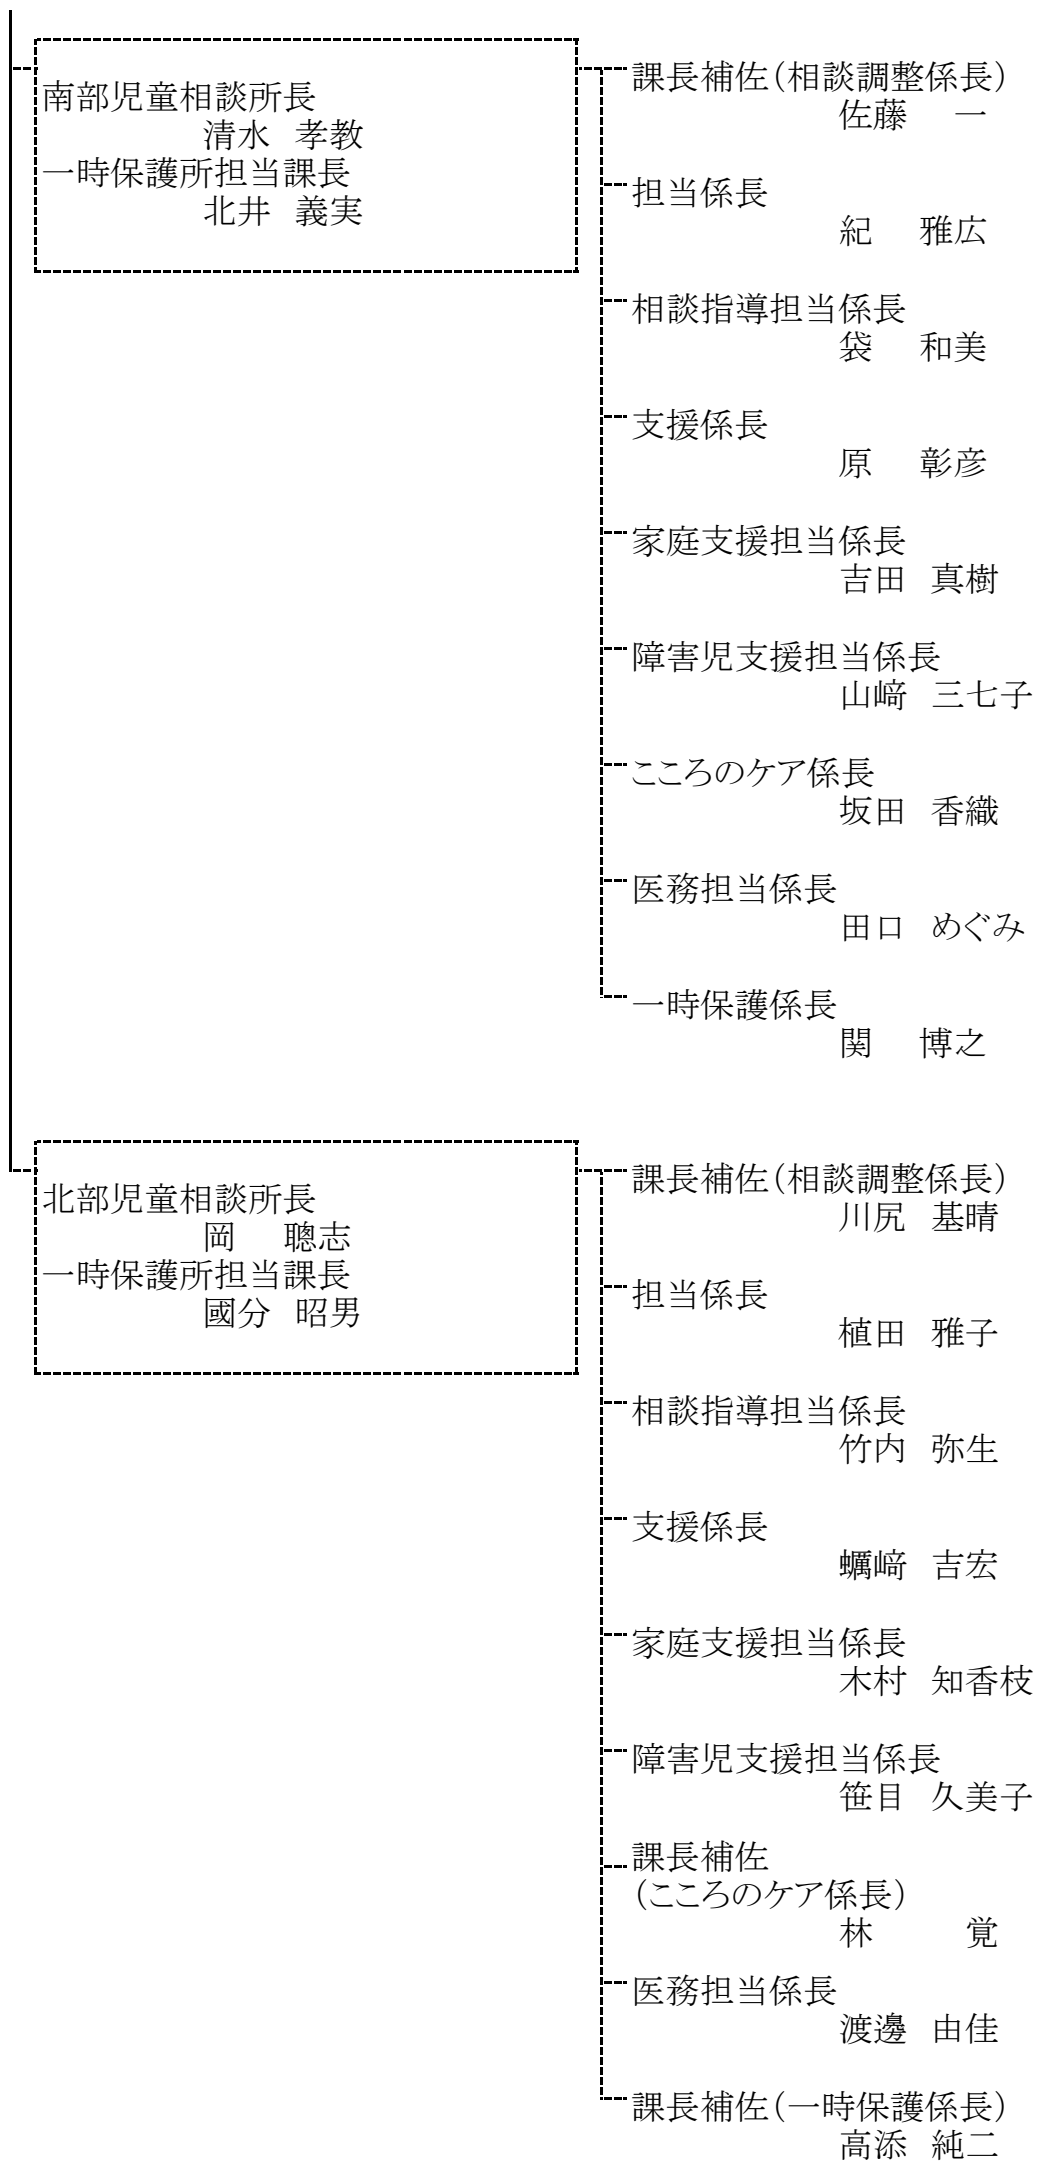 南部児童相談所長
清水 孝教
一時保護所担当課長
北井 義実
課長補佐(相談調整係長)
佐藤 一
担当係長
紀 雅広
相談指導担当係長
袋 和美
支援係長
原 彰彦
家庭支援担当係長
吉田 真樹
障害児支援担当係長
山﨑 三七子
こころのケア係長
坂田 香織
医務担当係長
田口 めぐみ
一時保護係長
関 博之
北部児童相談所長
岡 聰志
一時保護所担当課長
國分 昭男
課長補佐(相談調整係長)
川尻 基晴
担当係長
植田 雅子
相談指導担当係長
竹内 弥生
支援係長
蠣﨑 吉宏
家庭支援担当係長
木村 知香枝
障害児支援担当係長
笹目 久美子
課長補佐
(こころのケア係長)
林 覚
医務担当係長
渡邊 由佳
課長補佐(一時保護係長)
高添 純二